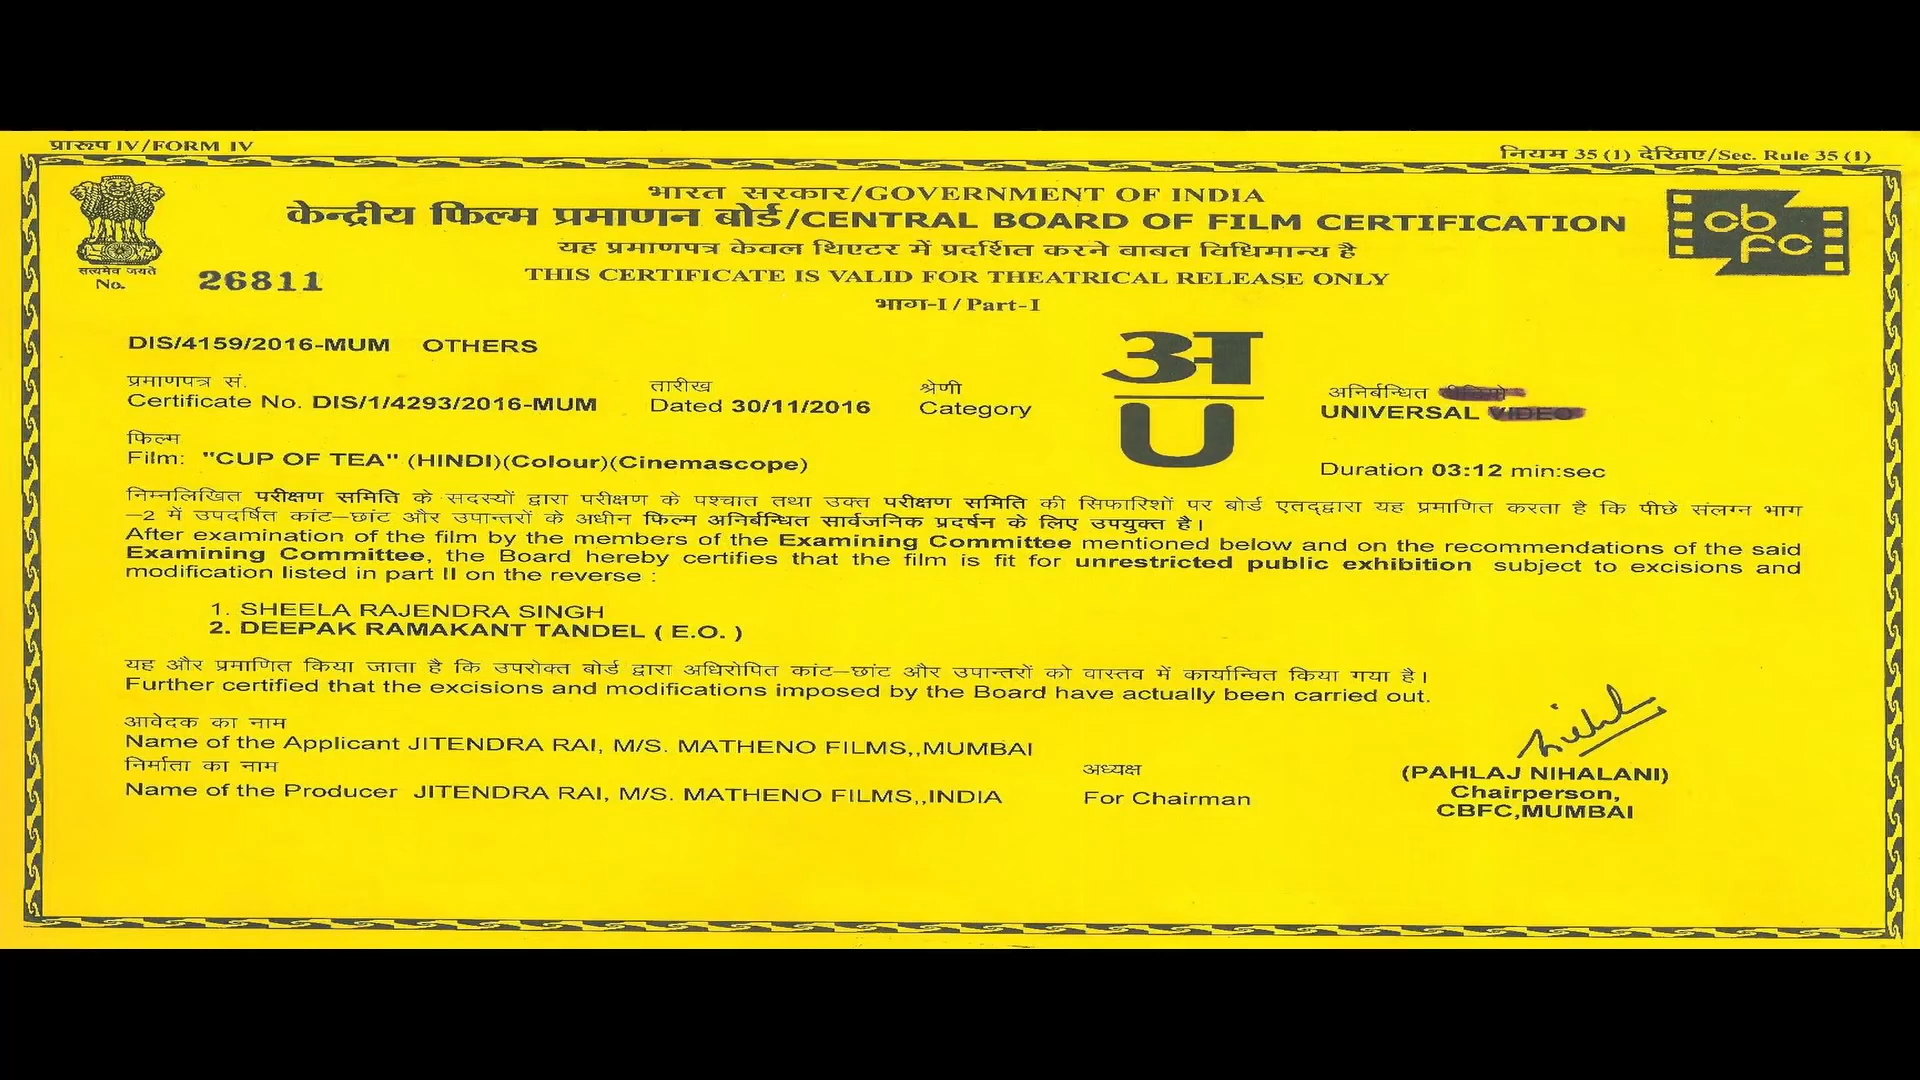 प्रारूप IV/FORM IV
नियम 35 (1) देखिए/Sec. Rule 35 (1)
भारत सरकार/GOVERNMENT OF INDIA
केन्द्रीय फिल्म प्रमाणन बोर्ड/CENTRAL BOARD OF FILM CERTIFICATION
cb
fc
यह प्रमाणपत्र केवल थिएटर में प्रदर्शित करने बाबत विधिमान्य है
सत्यमेव जयते
No. 26811
THIS CERTIFICATE IS VALID FOR THEATRICAL RELEASE ONLY
भाग-I / Part-I
DIS/4159/2016-MUM OTHERS
प्रमाणपत्र सं. तारीख श्रेणी अ अनिर्बन्धित
Certificate No. DIS/1/4293/2016-MUM Dated 30/11/2016 Category U UNIVERSAL VIDEO
फिल्म
Film: "CUP OF TEA" (HINDI)(Colour)(Cinemascope)
Duration 03:12 min:sec
निम्नलिखित परीक्षण समिति के सदस्यों द्वारा परीक्षण के पश्चात तथा उक्त परीक्षण समिति की सिफारिशों पर बोर्ड एतद्द्वारा यह प्रमाणित करता है कि पीछे संलग्न भाग
-2 में उपदर्षित कांट-छांट और उपान्तरों के अधीन फिल्म अनिर्बन्धित सार्वजनिक प्रदर्षन के लिए उपयुक्त है।
After examination of the film by the members of the Examining Committee mentioned below and on the recommendations of the said
Examining Committee, the Board hereby certifies that the film is fit for unrestricted public exhibition subject to excisions and
modification listed in part II on the reverse :
1. SHEELA RAJENDRA SINGH
2. DEEPAK RAMAKANT TANDEL ( E.O. )
यह और प्रमाणित किया जाता है कि उपरोक्त बोर्ड द्वारा अधिरोपित कांट-छांट और उपान्तरों को वास्तव में कार्यान्वित किया गया है।
Further certified that the excisions and modifications imposed by the Board have actually been carried out.
आवेदक का नाम
Name of the Applicant JITENDRA RAI, M/S. MATHENO FILMS,,MUMBAI
निर्माता का नाम
Name of the Producer JITENDRA RAI, M/S. MATHENO FILMS,,INDIA
अध्यक्ष
For Chairman
(PAHLAJ NIHALANI)
Chairperson,
CBFC,MUMBAI